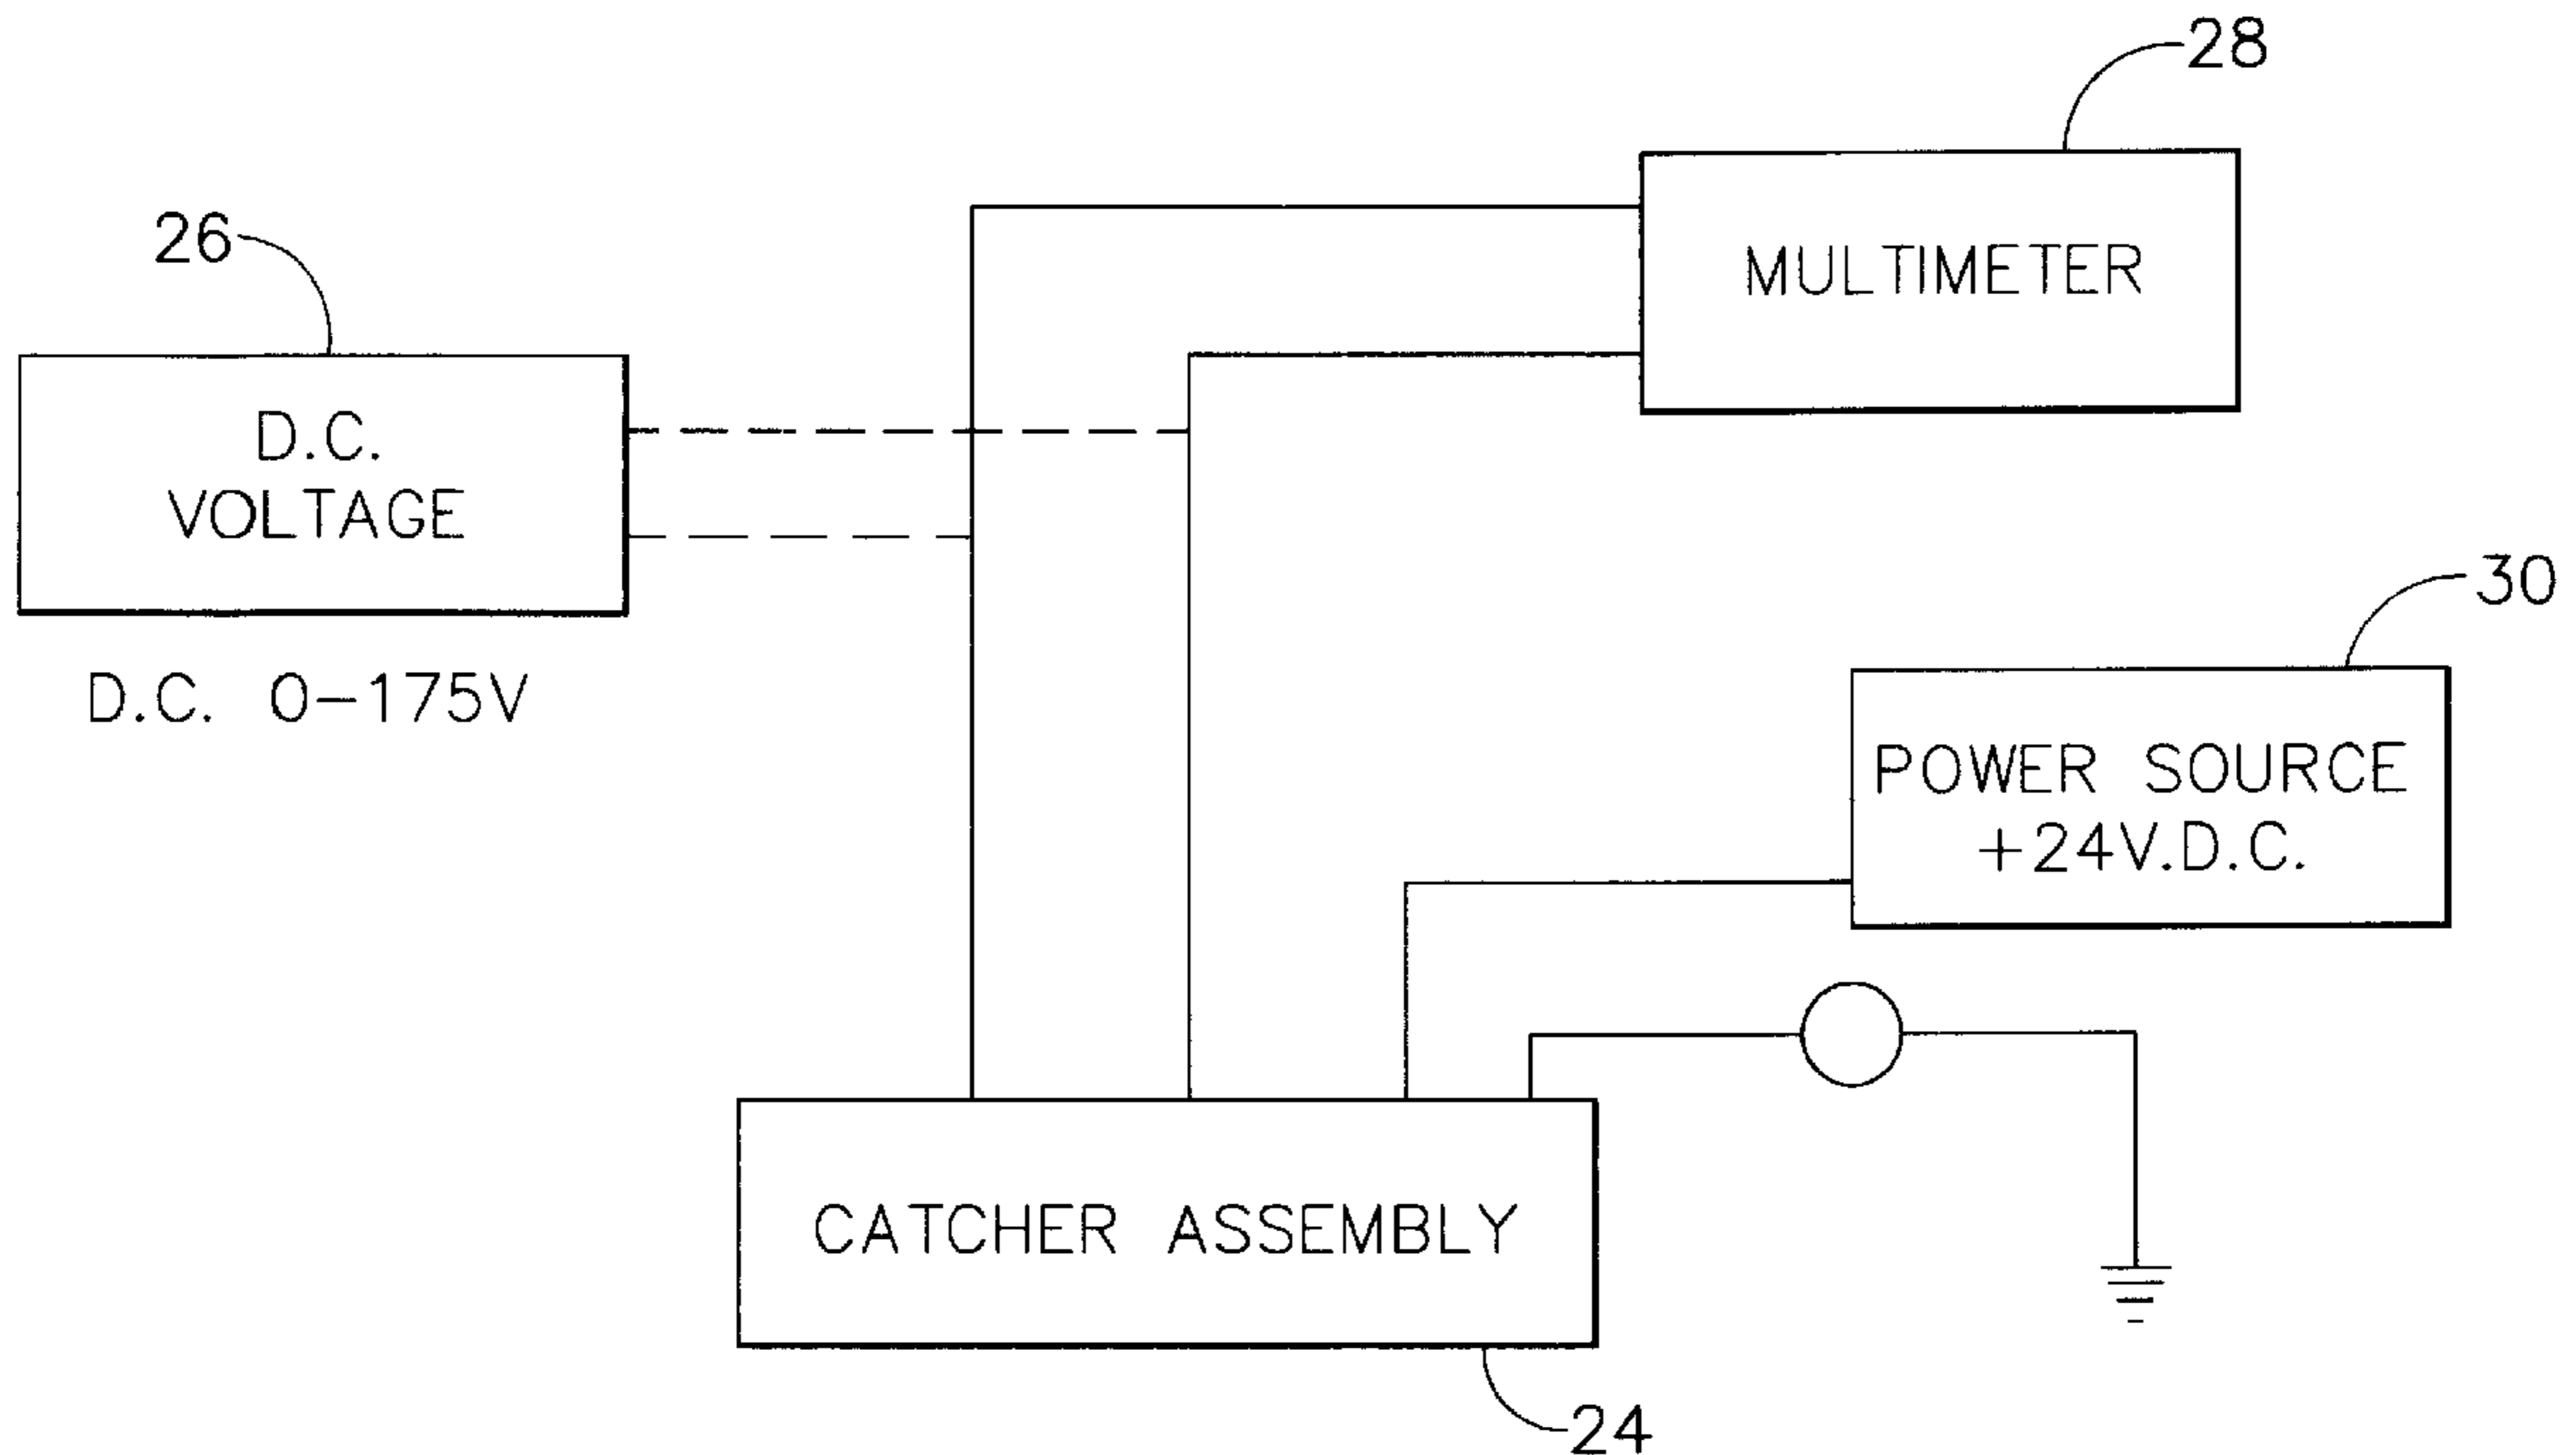 28
26
MULTIMETER
D.C.
VOLTAGE
30
D.C. 0-175V
POWER SOURCE
+24V.D.C.
CATCHER ASSEMBLY
24